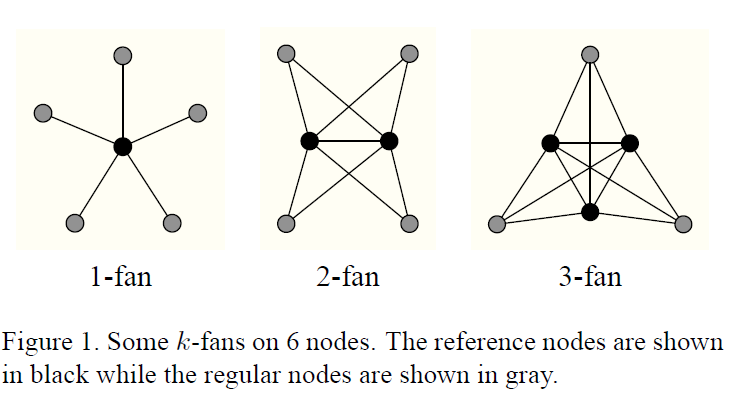 1-fan 2-fan 3-fan
Figure 1. Some k-fans on 6 nodes. The reference nodes are shown
in black while the regular nodes are shown in gray.